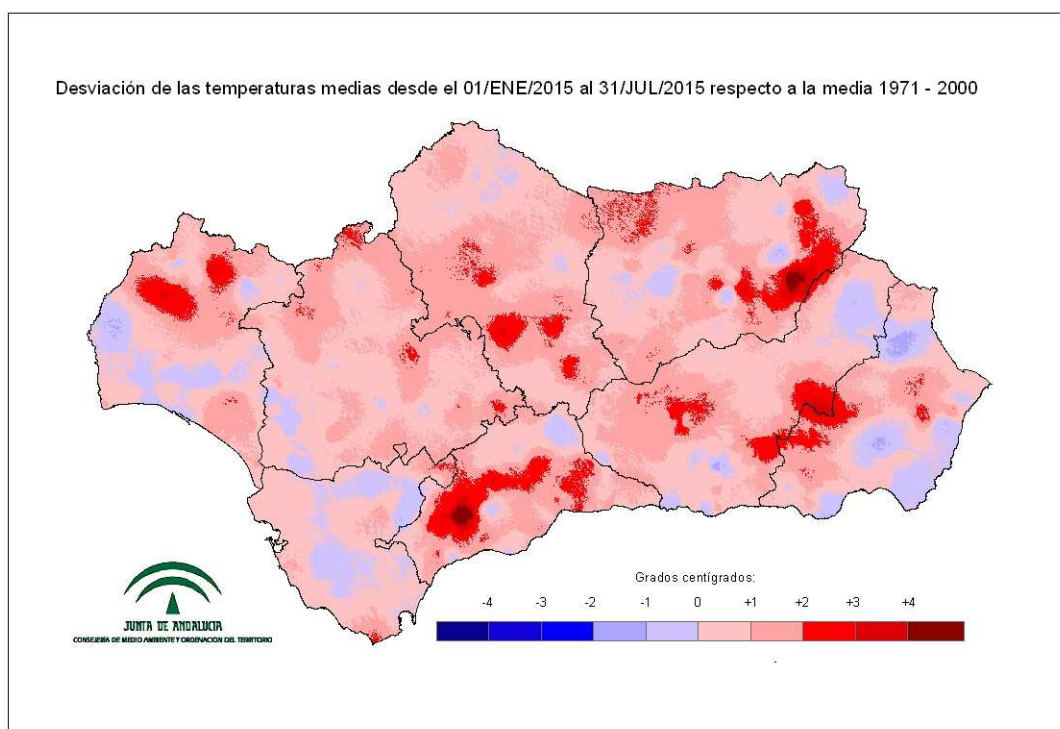 Desviación de las temperaturas medias desde el 01/ENE/2015 al 31/JUL/2015 respecto a la media 1971 - 2000
Grados centígrados:
-4 -3 -2 -1 0 +1 +2 +3 +4
JUNTA DE ANDALUCIA
CONSEJERÍA DE MEDIO AMBIENTE Y ORDENACIÓN DEL TERRITORIO